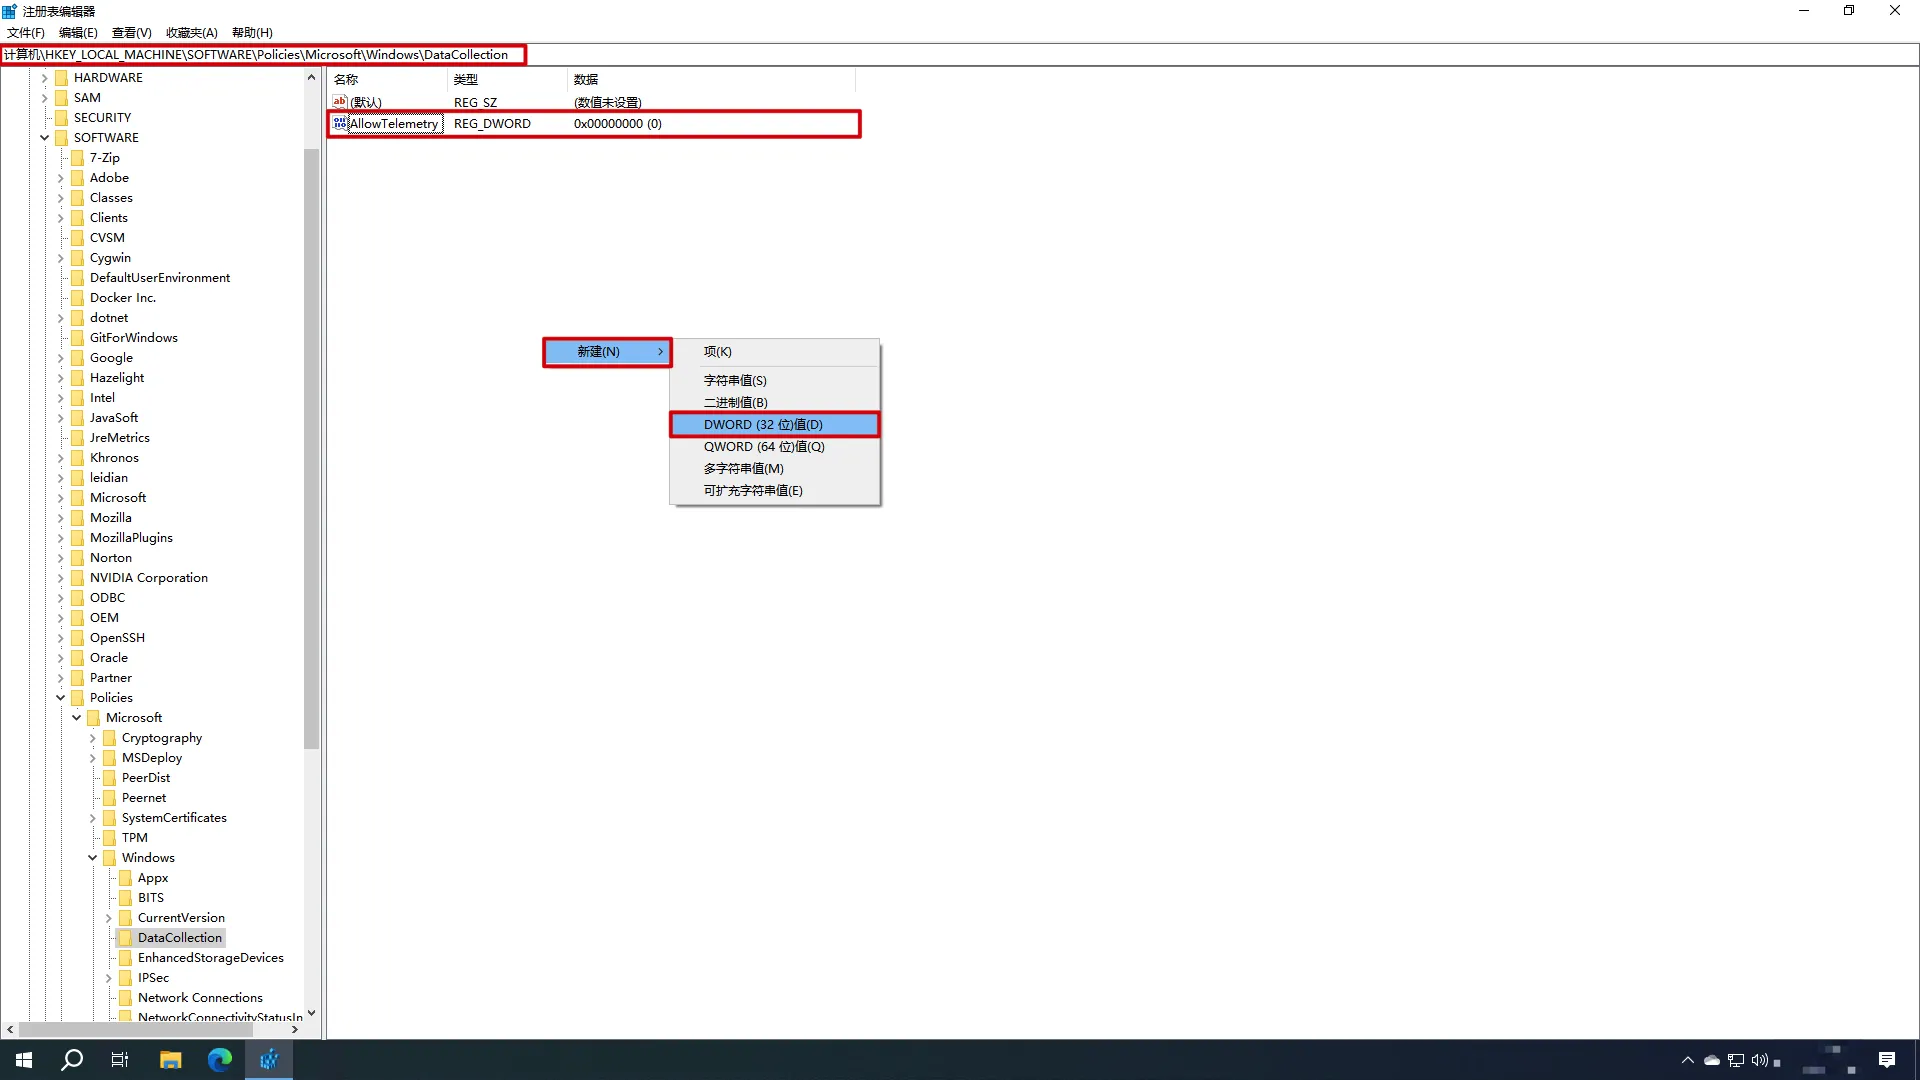 注册表编辑器
文件(F) 编辑(E) 查看(V) 收藏夹(A) 帮助(H)
计算机\HKEY_LOCAL_MACHINE\SOFTWARE\Policies\Microsoft\Windows\DataCollection
HARDWARE
SAM
SECURITY
SOFTWARE
7-Zip
Adobe
Classes
Clients
CVSM
Cygwin
DefaultUserEnvironment
Docker Inc.
dotnet
GitForWindows
Google
Hazelight
Intel
JavaSoft
JreMetrics
Khronos
leidian
Microsoft
Mozilla
MozillaPlugins
Norton
NVIDIA Corporation
ODBC
OEM
OpenSSH
Oracle
Partner
Policies
Microsoft
Cryptography
MSDeploy
PeerDist
Peernet
SystemCertificates
TPM
Windows
Appx
BITS
CurrentVersion
DataCollection
EnhancedStorageDevices
IPSec
Network Connections
NetworkConnectivityStatusIn
名称 类型 数据
(默认) REG_SZ (数值未设置)
AllowTelemetry REG_DWORD 0x00000000 (0)
新建(N)
项(K)
字符串值(S)
二进制值(B)
DWORD (32 位)值(D)
QWORD (64 位)值(Q)
多字符串值(M)
可扩充字符串值(E)